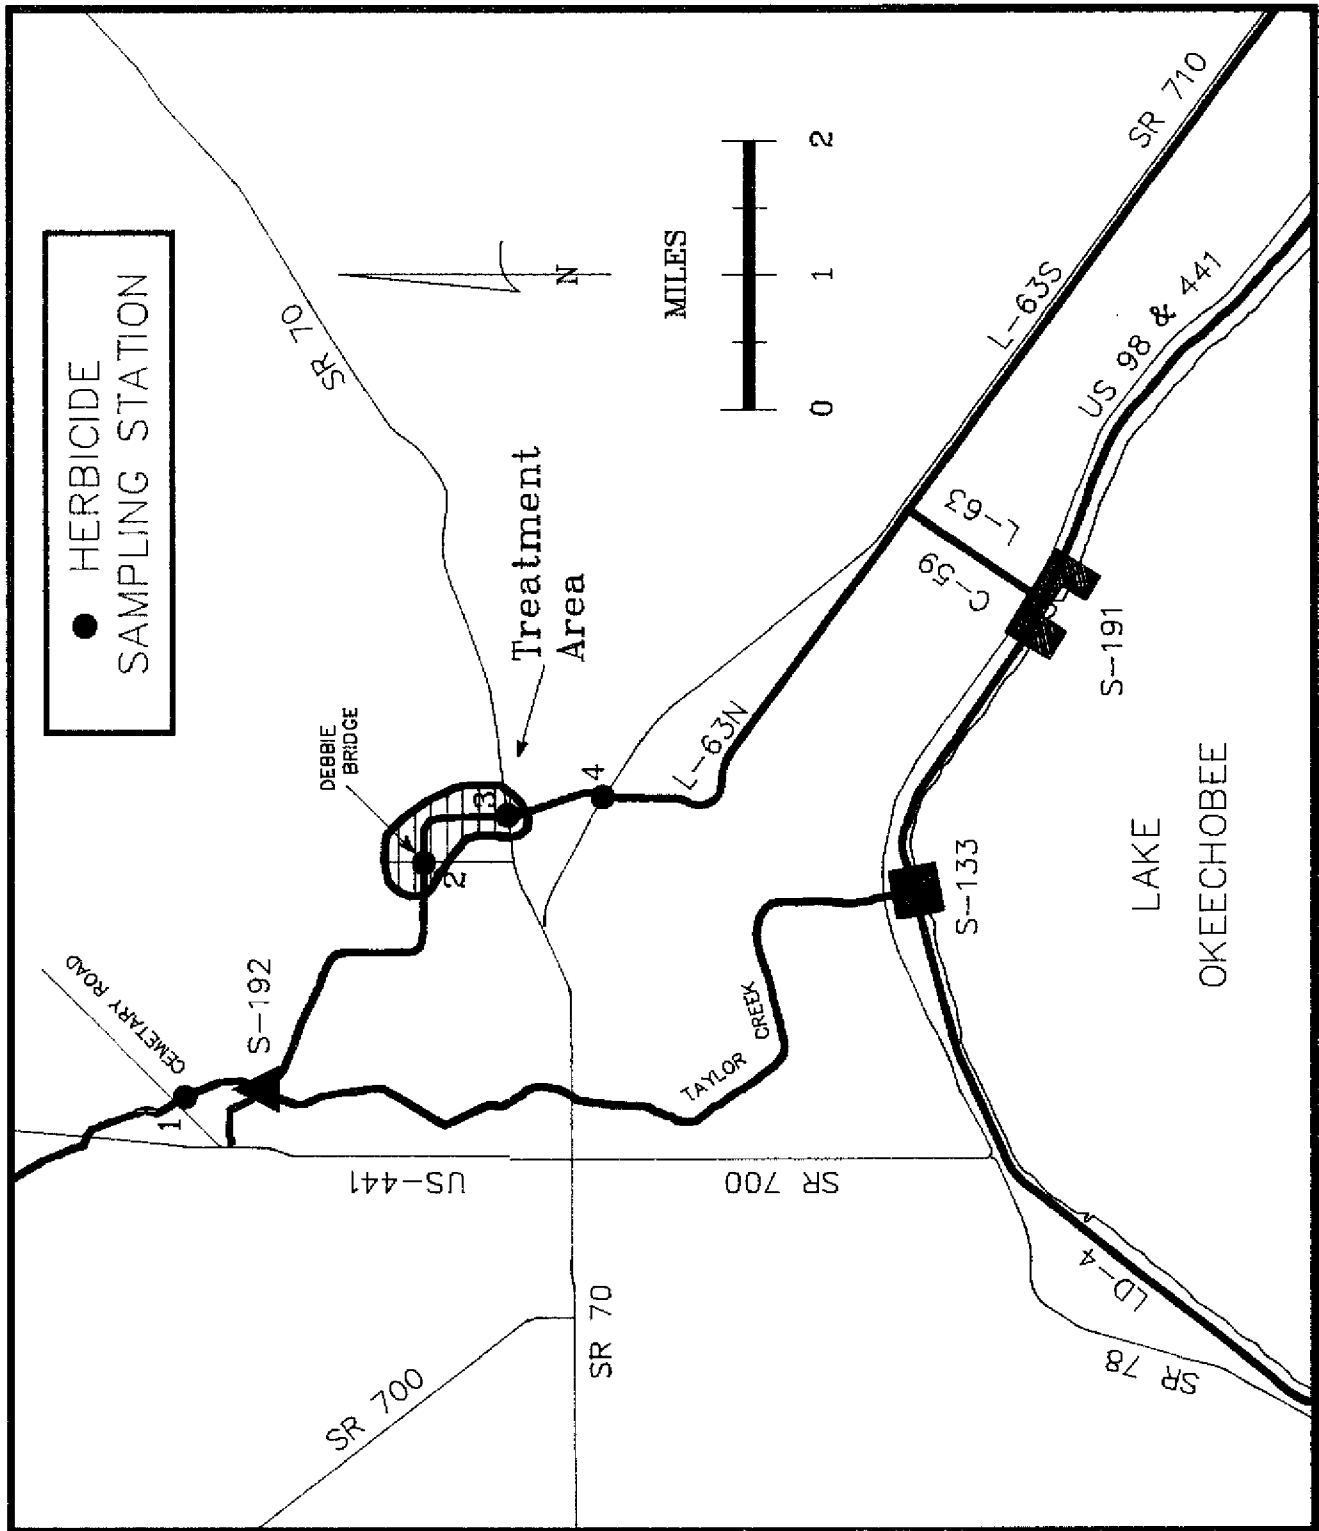 ● HERBICIDE
SAMPLING STATION
SR 70
N
MILES
0 1 2
SR 710
L-63S
US 98 & 441
L-63
C-59
S-191
Treatment
Area
DEBBIE
BRIDGE
3
2
4
L-63N
CEMETARY ROAD
S-192
1
TAYLOR
CREEK
S-133
LAKE
OKEECHOBEE
US-441
SR 700
SR 70
SR 700
LD-4
SR 78